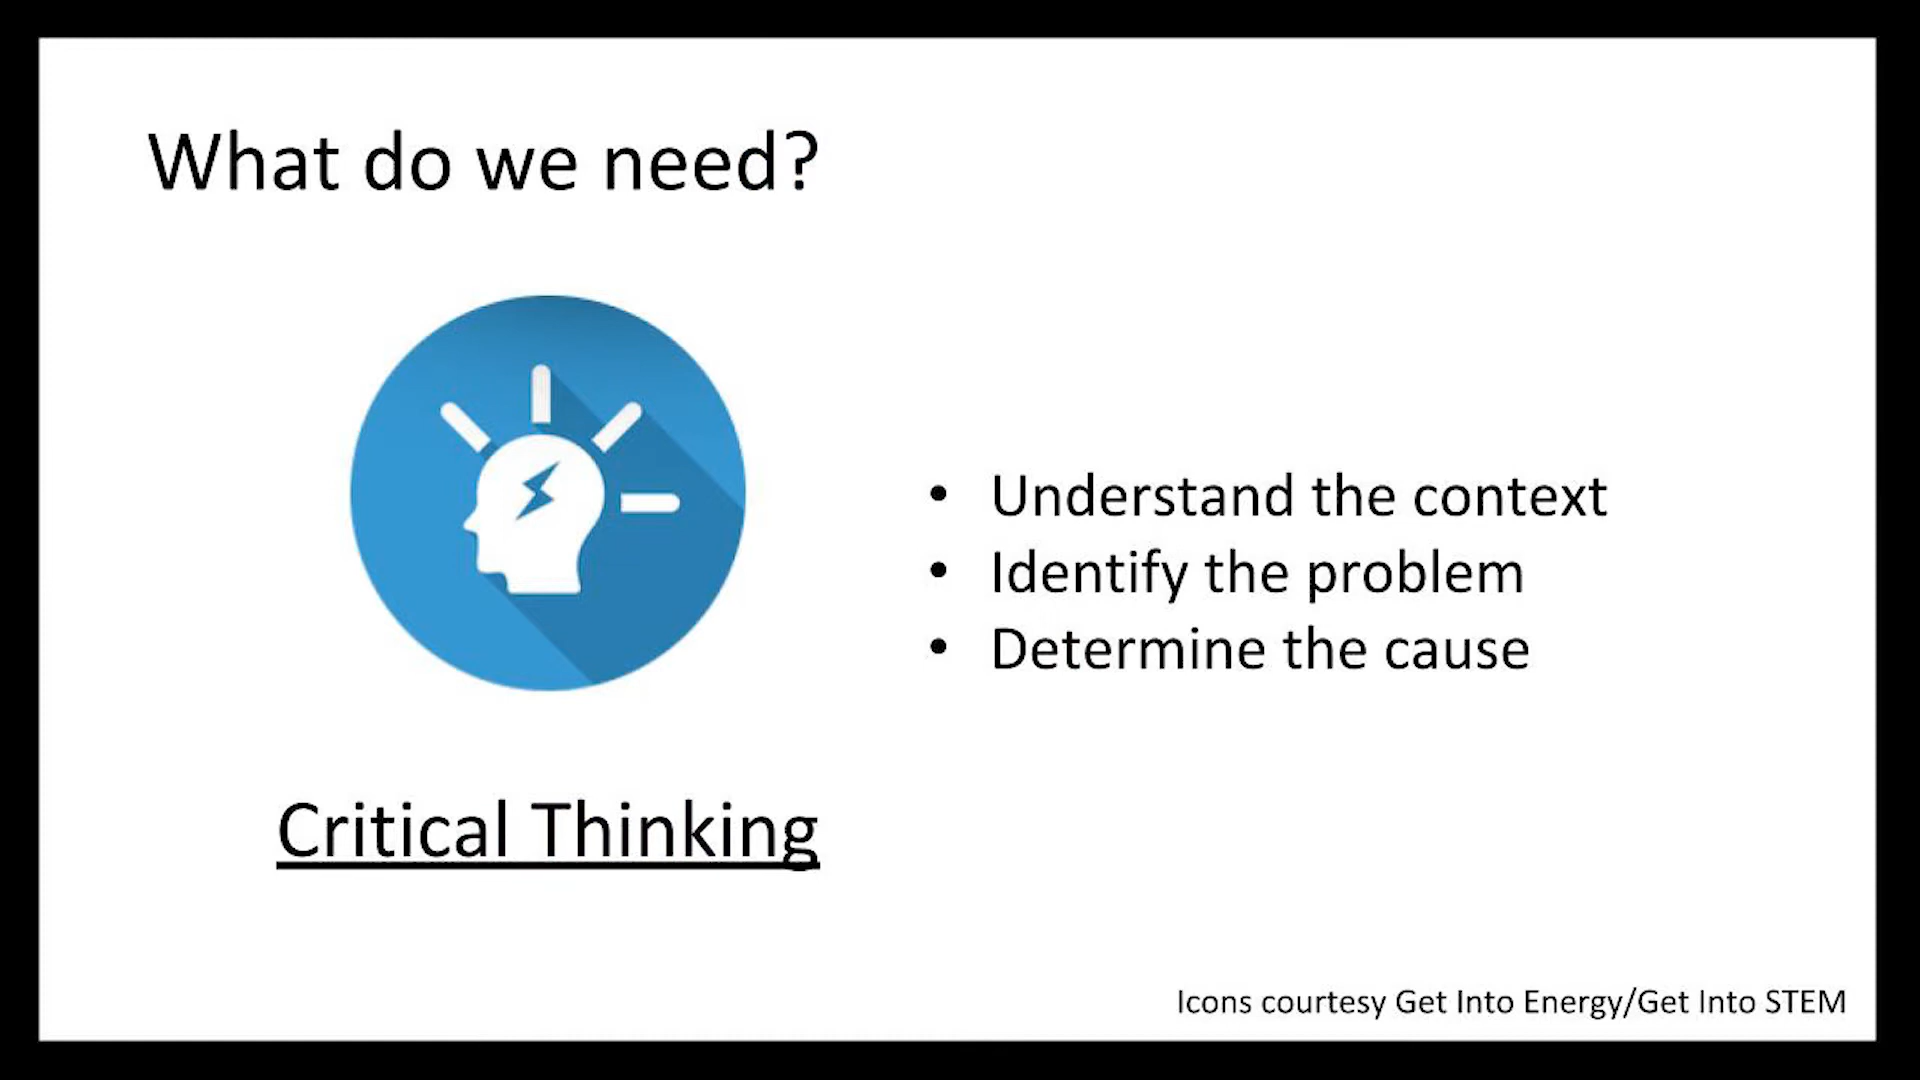 What do we need?
• Understand the context
• Identify the problem
• Determine the cause
Critical Thinking
Icons courtesy Get Into Energy/Get Into STEM